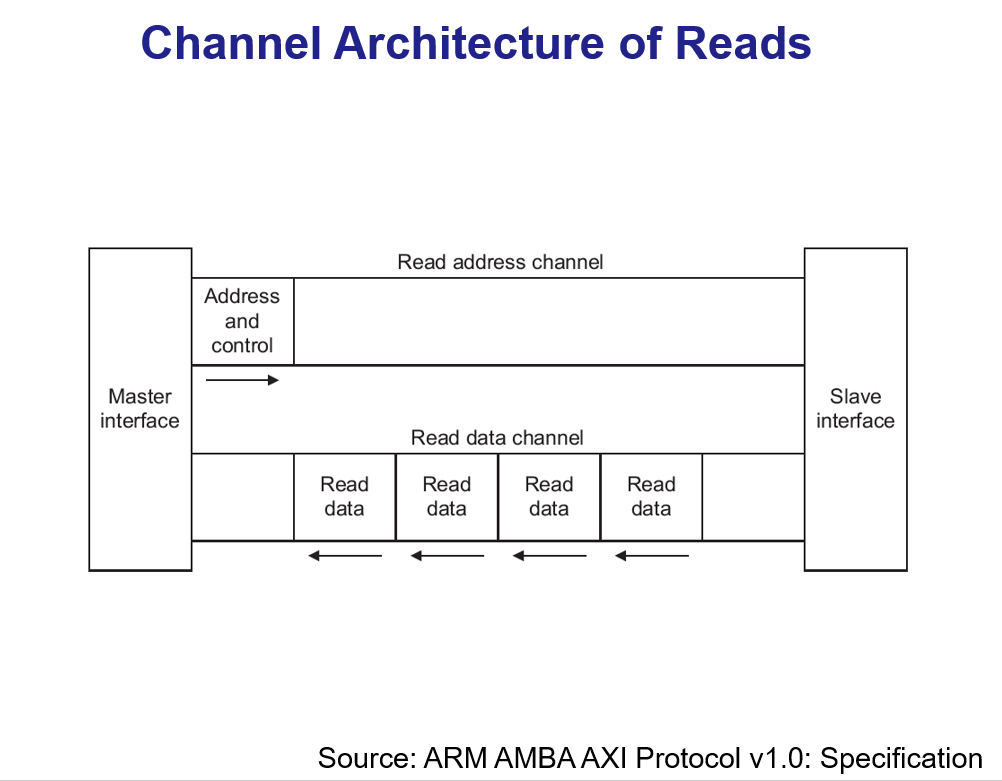 Channel Architecture of Reads
Read address channel
Address
and
control
Master
interface
Slave
interface
Read data channel
Read
data
Read
data
Read
data
Read
data
Source: ARM AMBA AXI Protocol v1.0: Specification